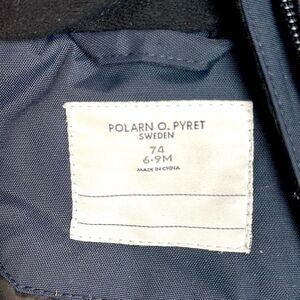 POLARN O. PYRET
SWEDEN
74
6-9M
MADE IN CHINA